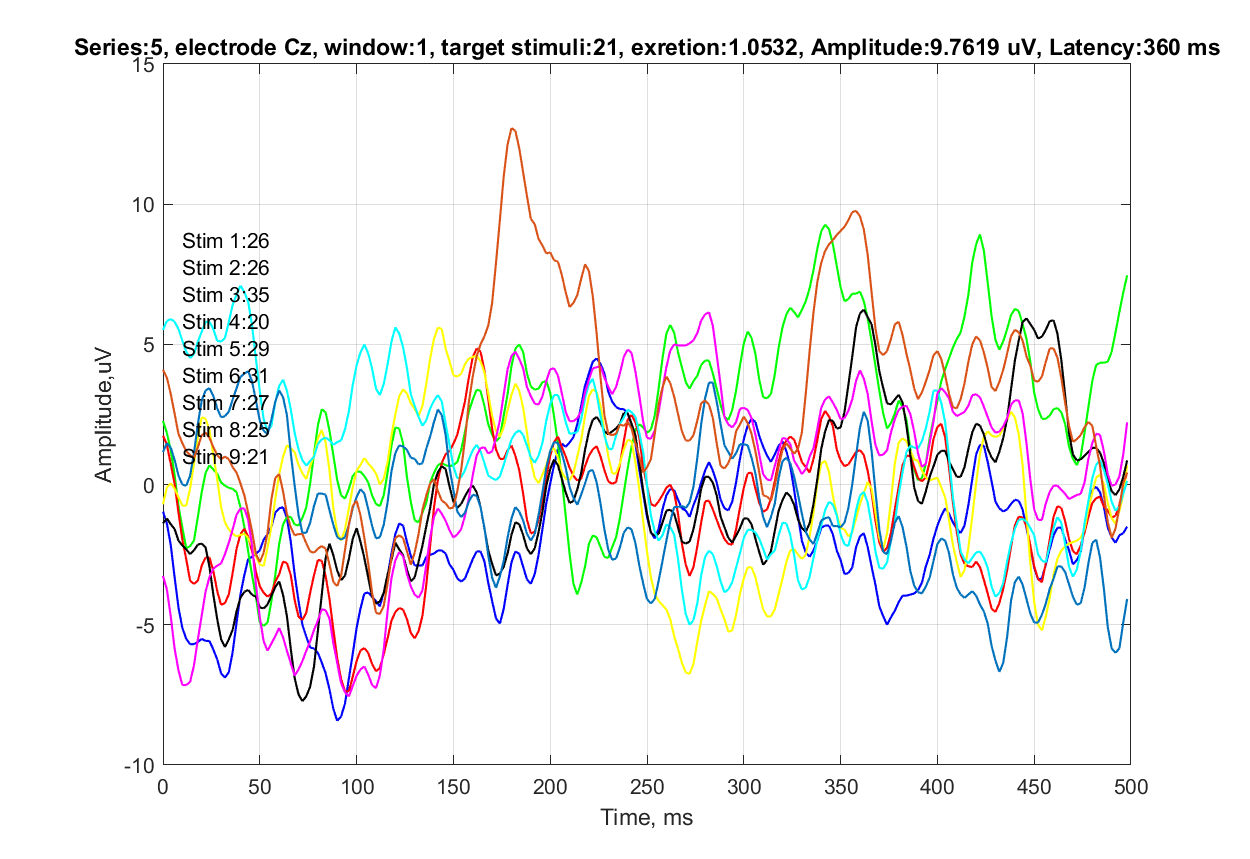 Series:5, electrode Cz, window:1, target stimuli:21, exretion:1.0532, Amplitude:9.7619 uV, Latency:360 ms
15
10
5
0
-5
-10
Amplitude,uV
Stim 1:26
Stim 2:26
Stim 3:35
Stim 4:20
Stim 5:29
Stim 6:31
Stim 7:27
Stim 8:25
Stim 9:21
0 50 100 150 200 250 300 350 400 450 500
Time, ms